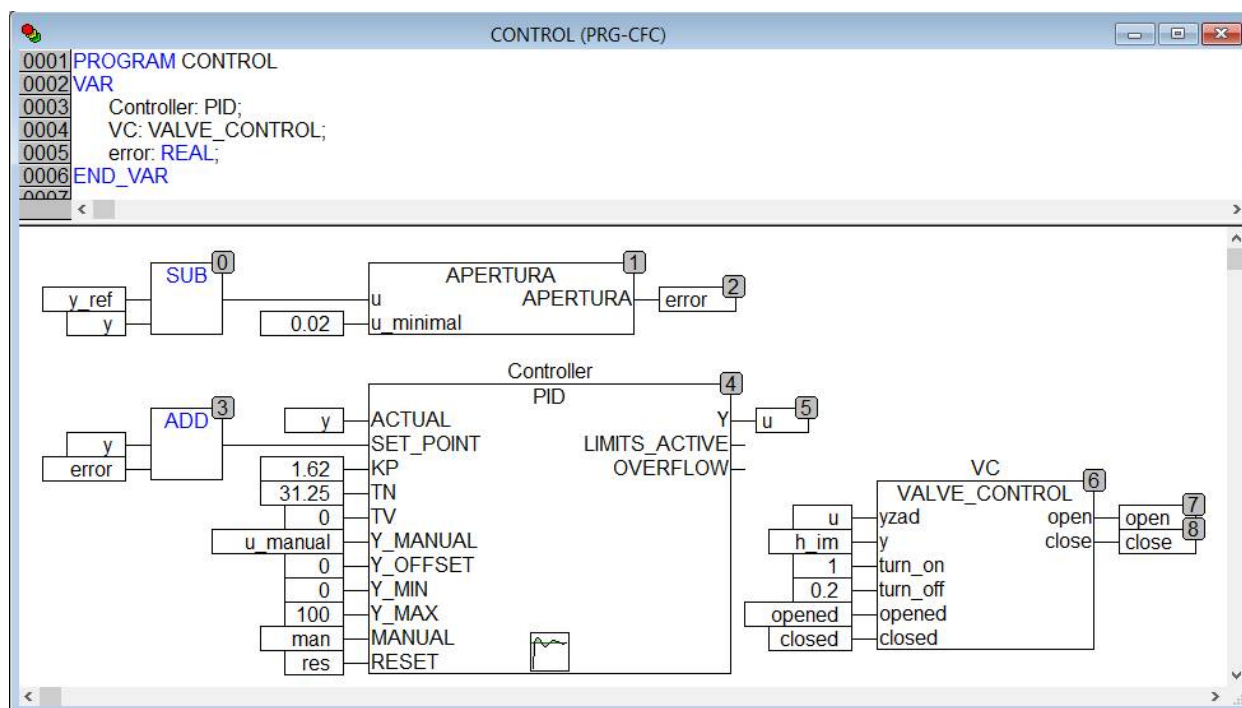 CONTROL (PRG-CFC)
0001 PROGRAM CONTROL
0002 VAR
0003 Controller: PID;
0004 VC: VALVE_CONTROL;
0005 error: REAL;
0006 END_VAR
0007
SUB 0
y_ref
y
APERTURA 1
u APERTURA
0.02 u_minimal
error 2
ADD 3
y
error
Controller
PID 4
y ACTUAL Y u 5
SET_POINT LIMITS_ACTIVE
1.62 KP OVERFLOW
31.25 TN
0 TV
u_manual Y_MANUAL
0 Y_OFFSET
0 Y_MIN
100 Y_MAX
man MANUAL
res RESET
VC
VALVE_CONTROL 6
u yzad open open 7
h_im y close close 8
1 turn_on
0.2 turn_off
opened opened
closed closed